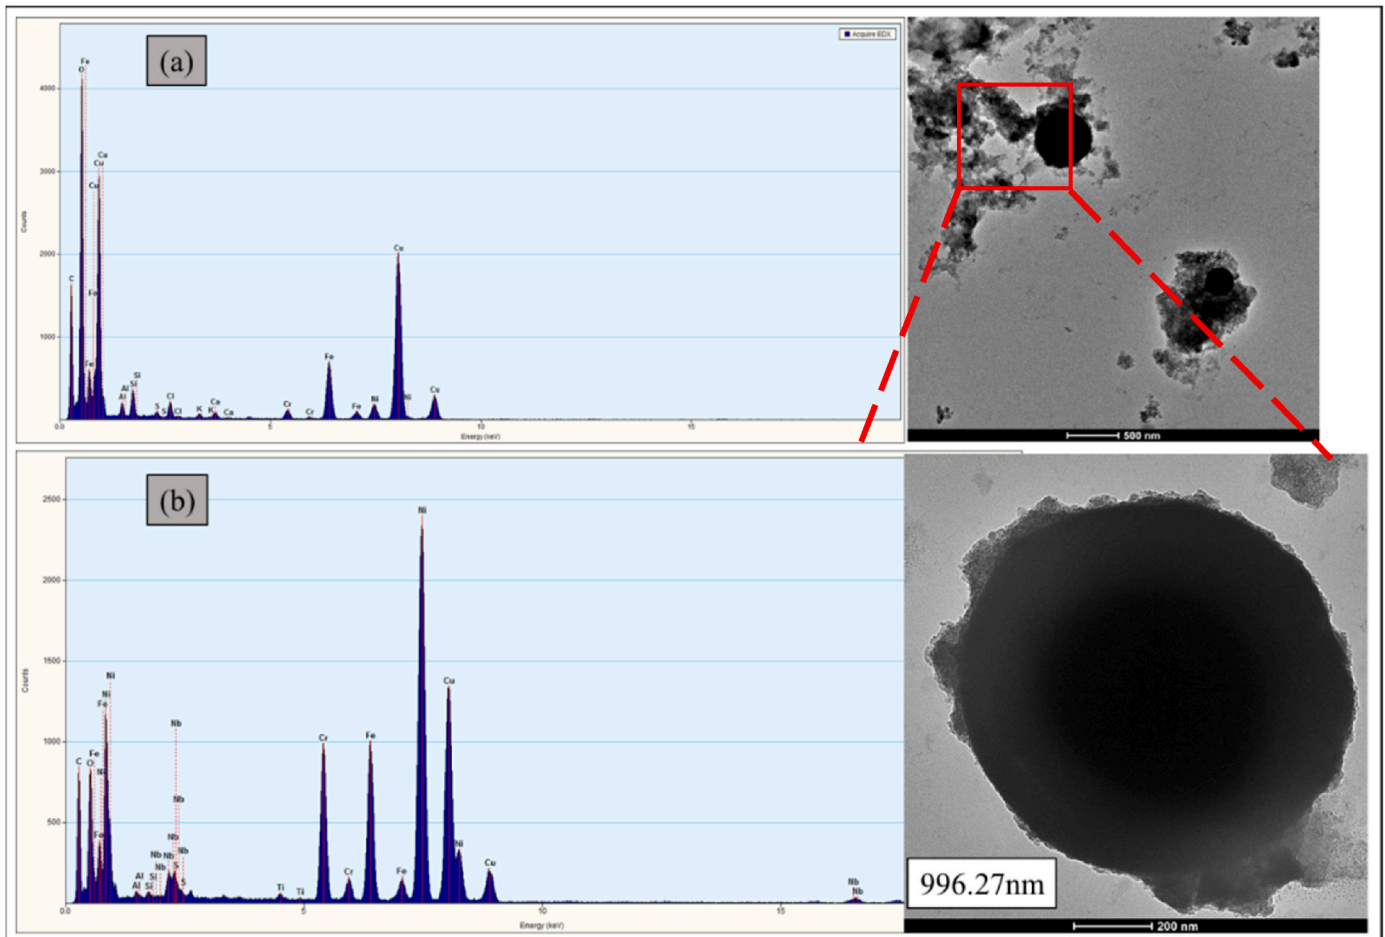 (a)
Acquire EDX
Fe
O
Cu
Cu
Cu
C
Fe
Fe
Al
Al
Si
Si
S
S
Cl
Cl
K
K
Ca
Ca
Cr
Cr
Fe
Fe
Ni
Cu
Ni
Cu
4000
3000
2000
1000
Counts
0.0
5
10
15
Energy (keV)
500 nm
(b)
Ni
Ni
Fe
Nb
C
O
Fe
Ni
Fe
Nb
Nb
Nb
Nb
Nb
Nb
Al
Al
Si
Si
S
S
Ti
Ti
Cr
Cr
Fe
Fe
Ni
Cu
Ni
Cu
Nb
Nb
2500
2000
1500
1000
500
Counts
0.0
5
10
15
Energy (keV)
996.27nm
200 nm